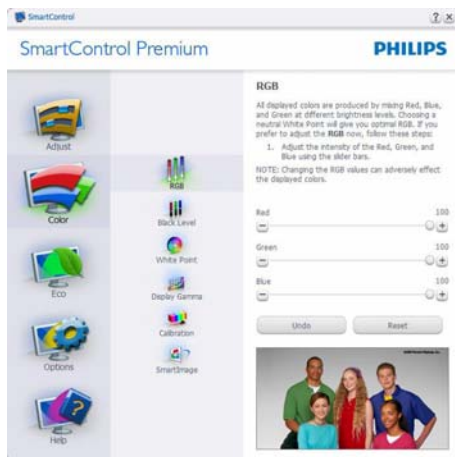 SmartControl
SmartControl Premium
PHILIPS
Adjust
Color
Eco
Options
Help
RGB
Black Level
White Point
Display Gamma
Calibration
SmartImage
RGB
All displayed colors are produced by mixing Red, Blue,
and Green at different brightness levels. Choosing a
neutral White Point will give you optimal RGB. If you
prefer to adjust the RGB now, follow these steps:
1. Adjust the intensity of the Red, Green, and
Blue using the slider bars.
NOTE: Changing the RGB values can adversely effect
the displayed colors.
Red 100
Green 100
Blue 100
Undo Reset